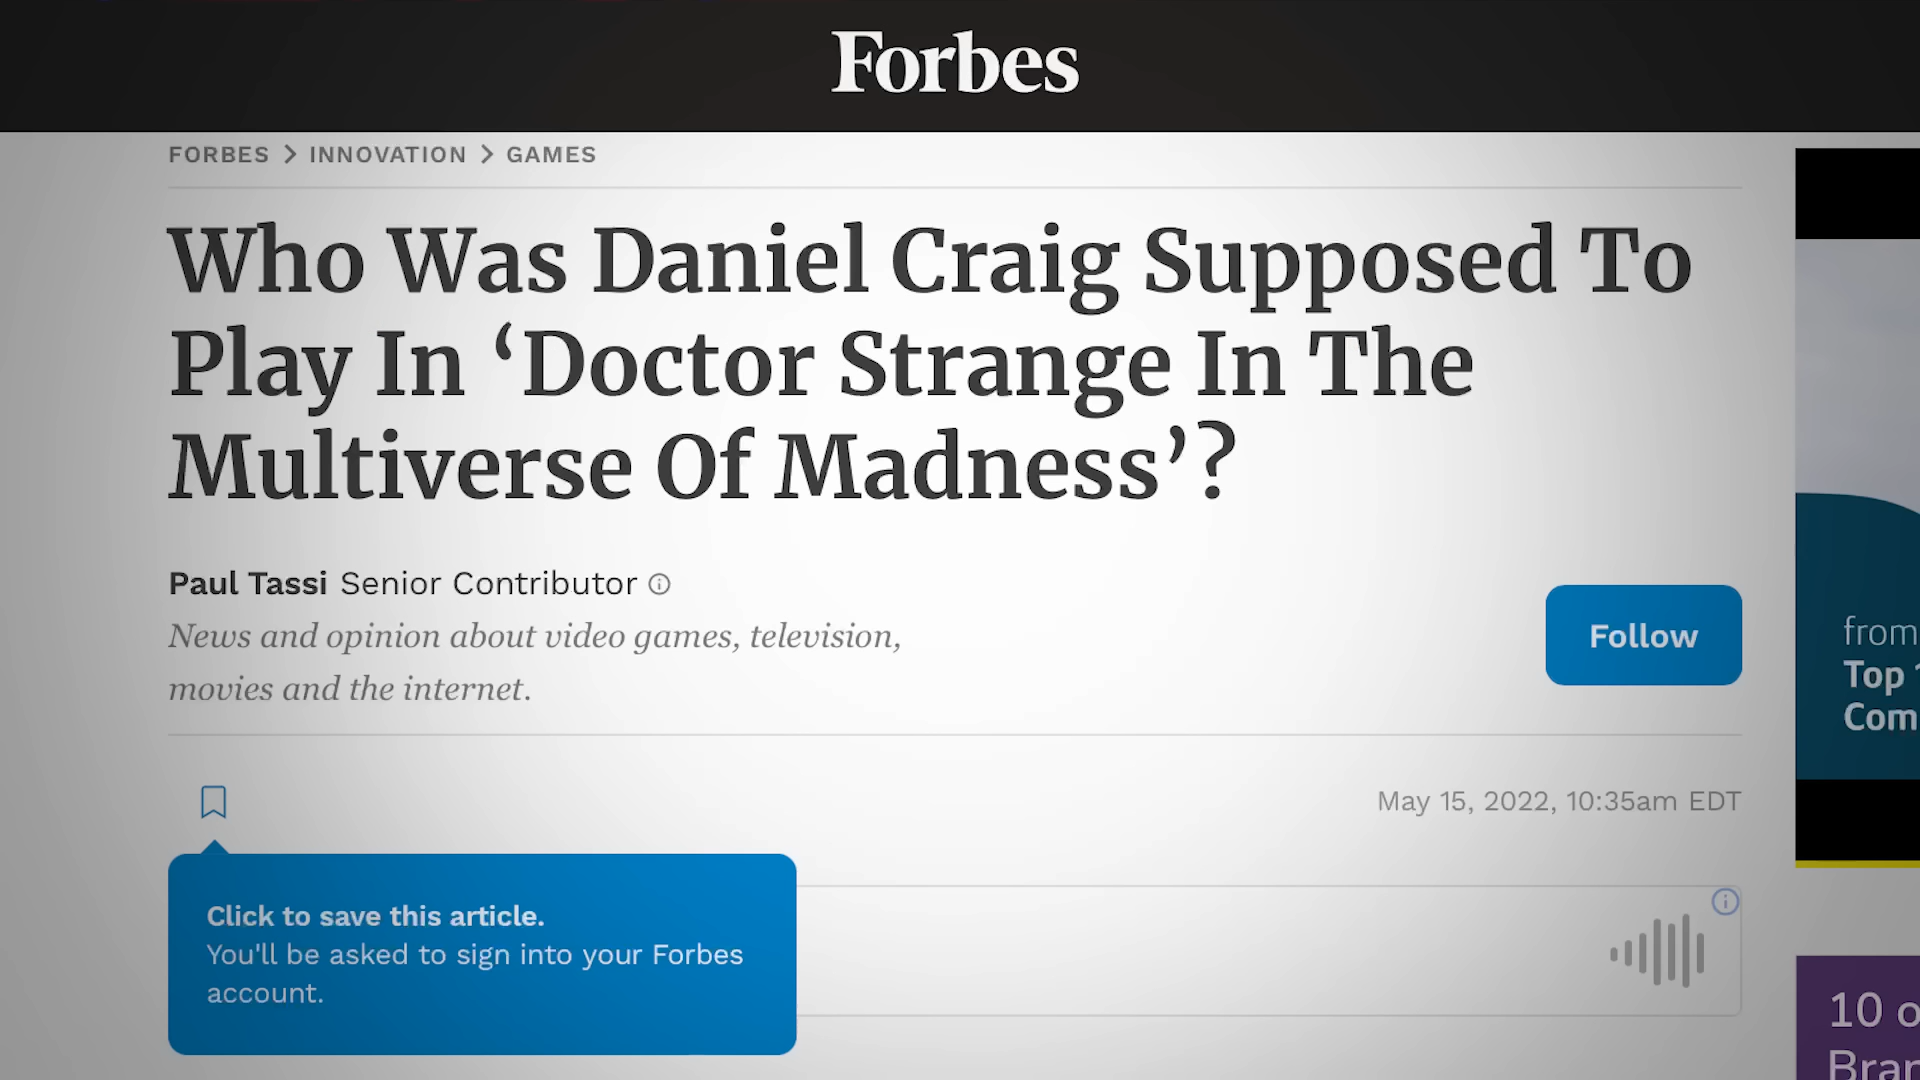 Forbes
FORBES > INNOVATION > GAMES
Who Was Daniel Craig Supposed To
Play In ‘Doctor Strange In The
Multiverse Of Madness’?
Paul Tassi Senior Contributor
News and opinion about video games, television,
movies and the internet.
Follow
May 15, 2022, 10:35am EDT
Click to save this article.
You'll be asked to sign into your Forbes
account.
from
Top
Com
10 o
Bran